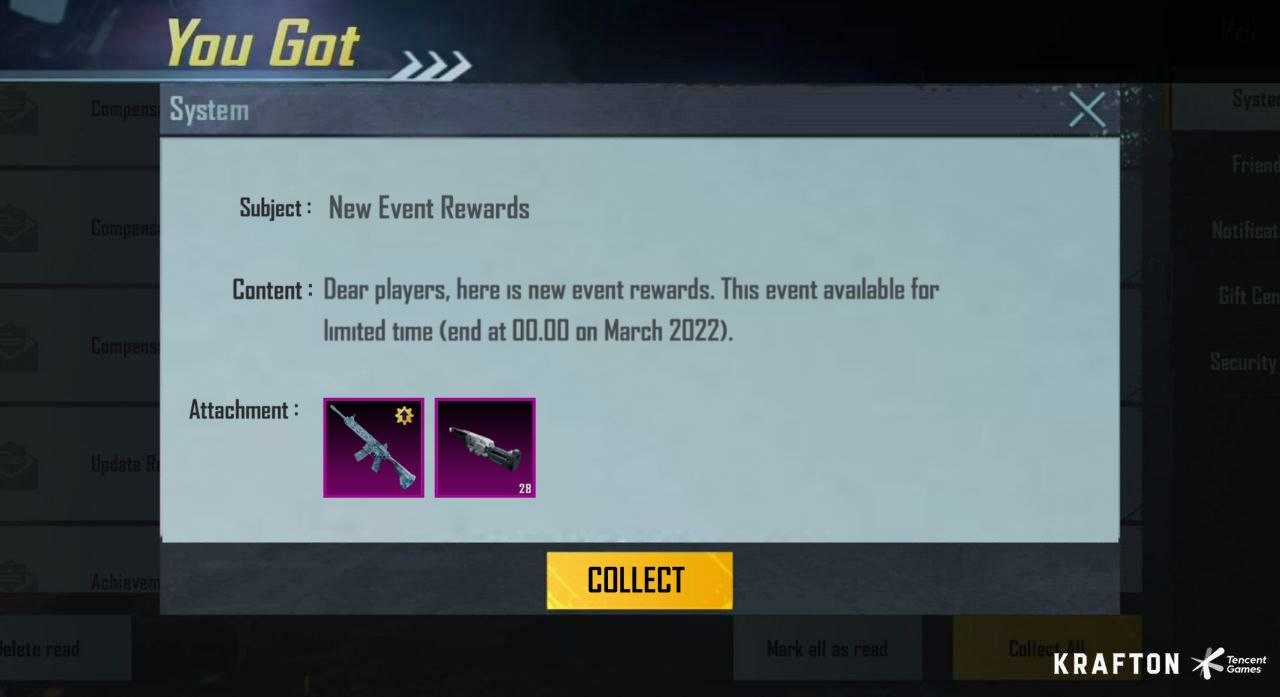 You Got
System
Subject : New Event Rewards
Content : Dear players, here is new event rewards. This event available for
limited time (end at 00.00 on March 2022).
Attachment :
28
COLLECT
Compens
Compens
Compens
Update Re
Achievem
Delete read
Mark all as read
Collect All
Mail
System
Friend
Notificat
Gift Cen
Security
KRAFTON
Tencent
Games